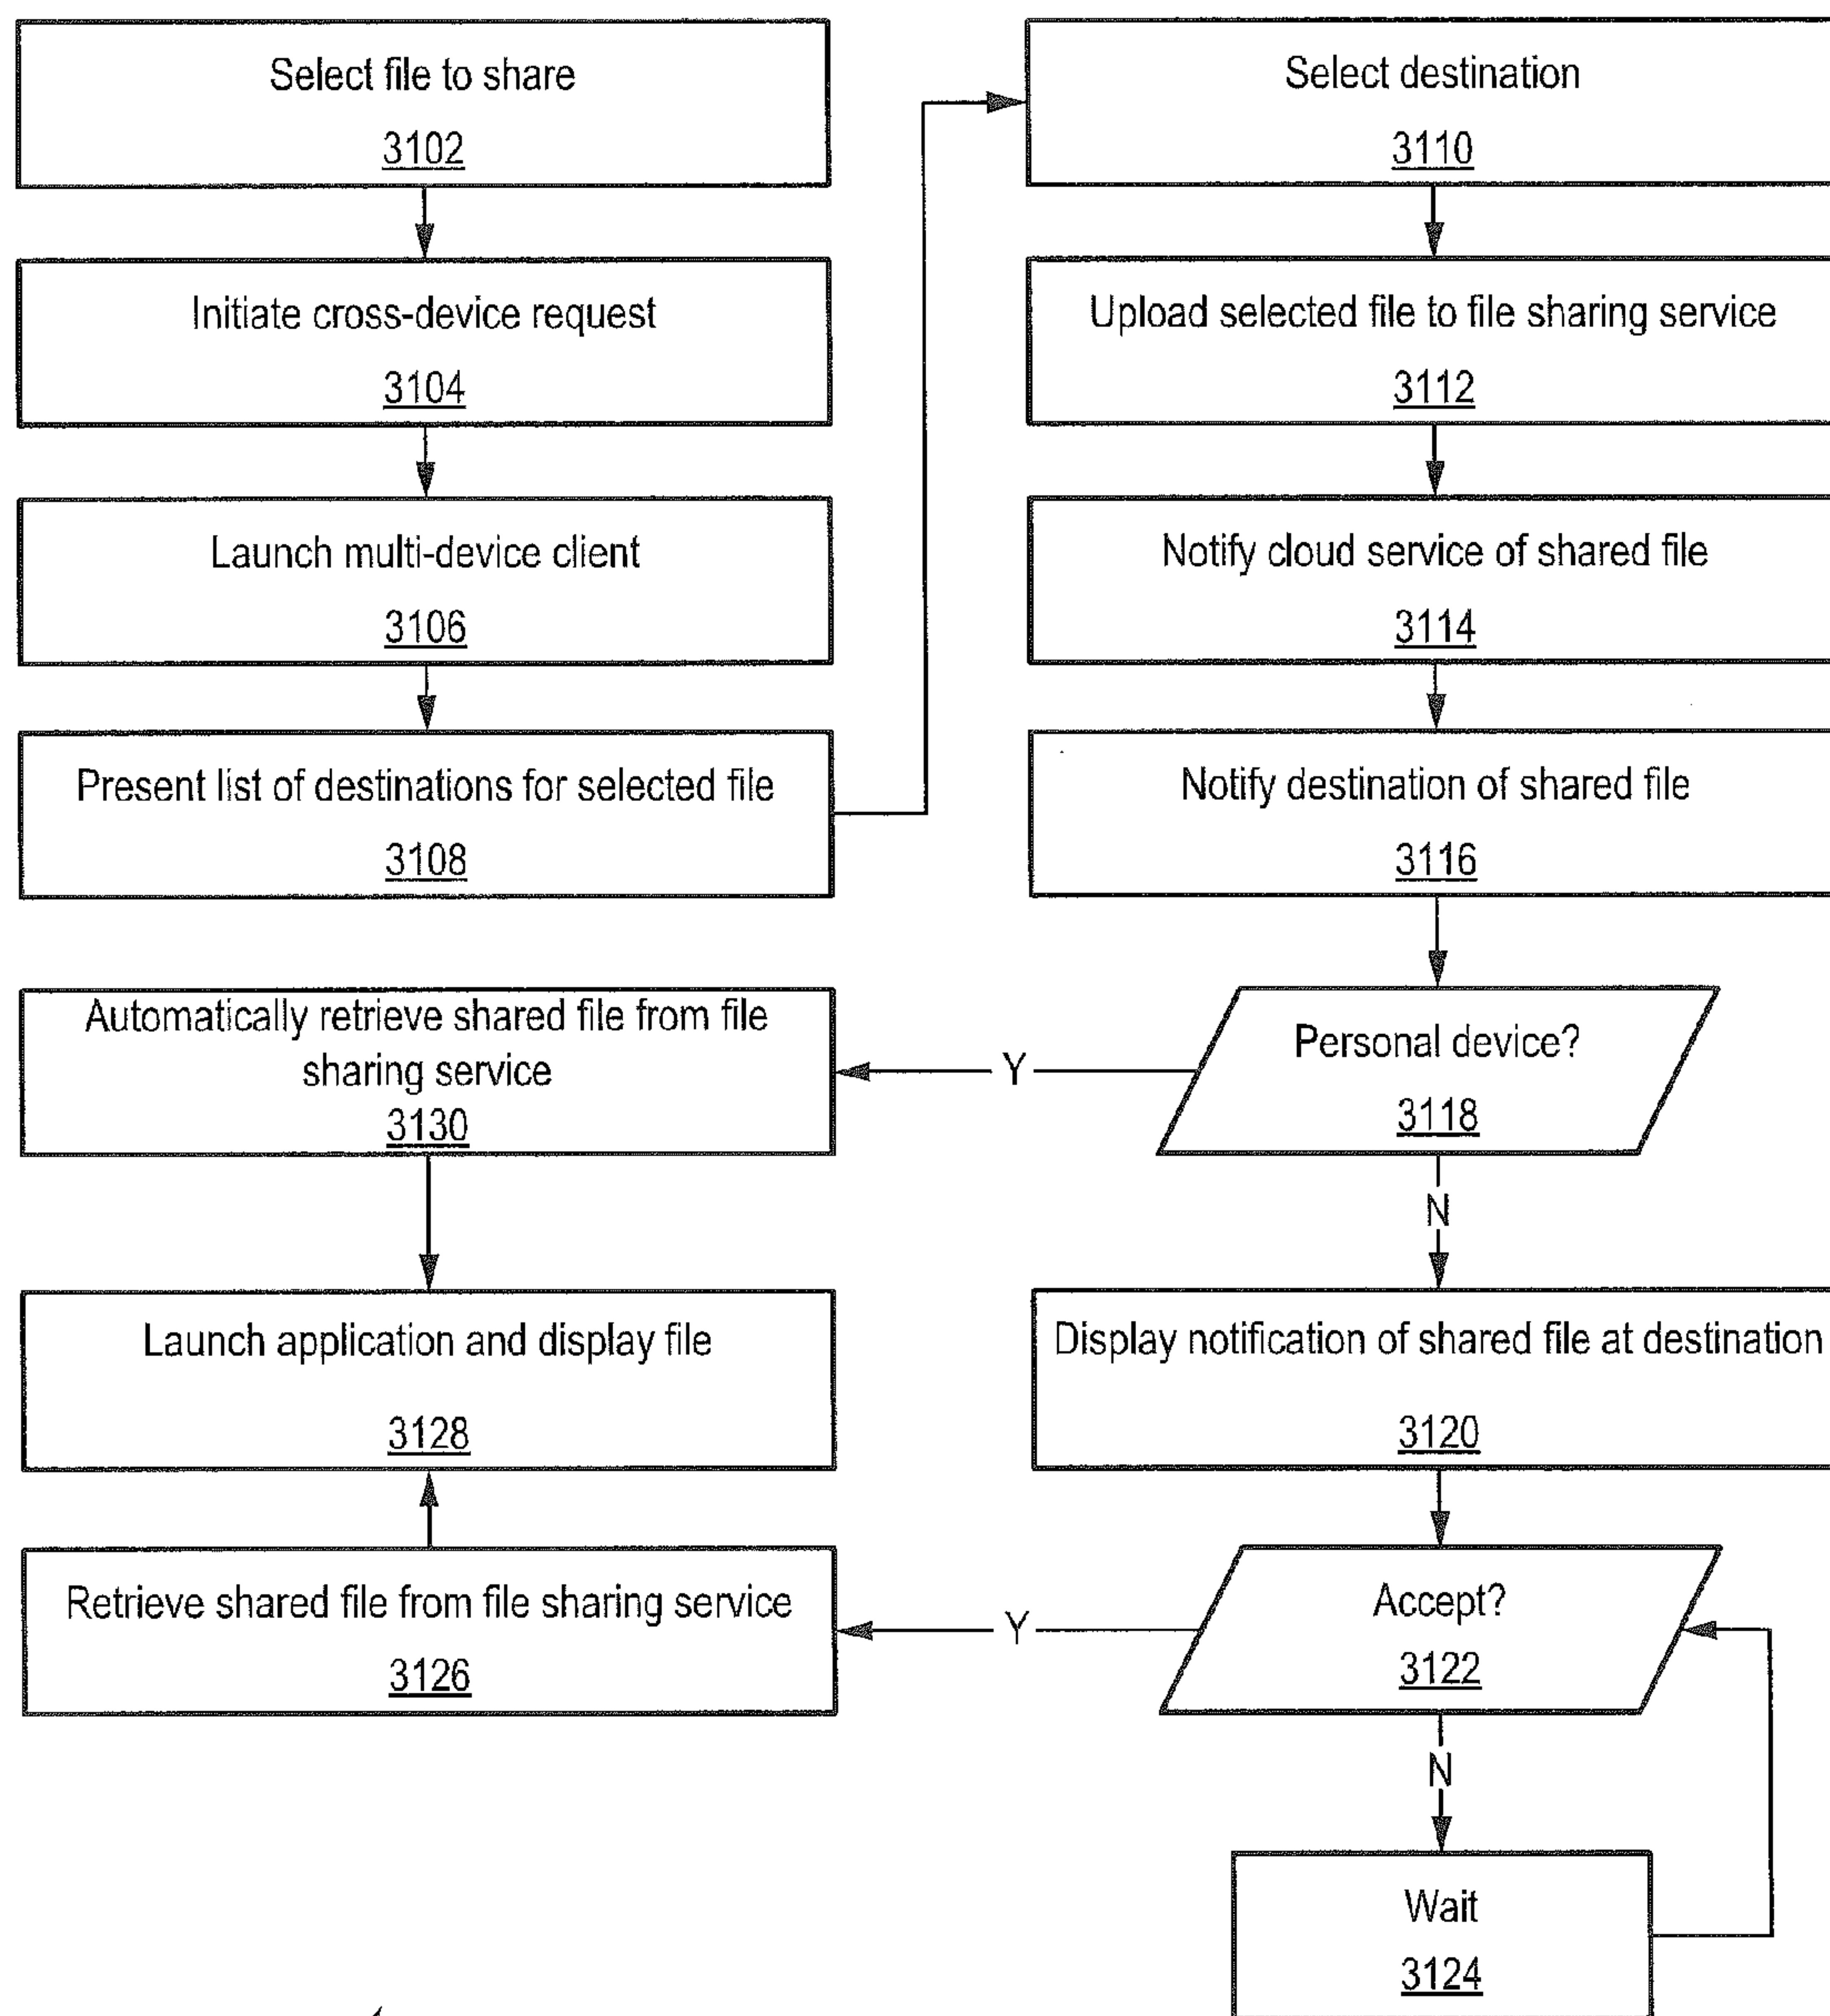 Select file to share
3102
Initiate cross-device request
3104
Launch multi-device client
3106
Present list of destinations for selected file
3108
Select destination
3110
Upload selected file to file sharing service
3112
Notify cloud service of shared file
3114
Notify destination of shared file
3116
Personal device?
3118
Y
N
Automatically retrieve shared file from file
sharing service
3130
Launch application and display file
3128
Display notification of shared file at destination
3120
Accept?
3122
Y
N
Retrieve shared file from file sharing service
3126
Wait
3124